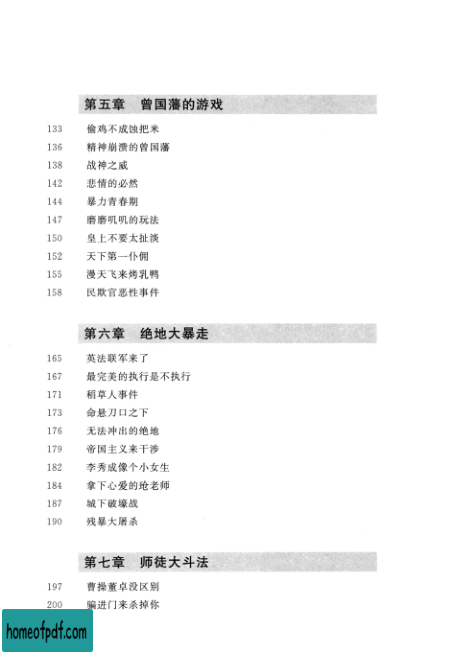 第五章 曾国藩的游戏
133 偷鸡不成蚀把米
136 精神崩溃的曾国藩
138 战神之威
142 悲情的必然
144 暴力青春期
147 磨磨叽叽的玩法
150 皇上不要太扯淡
152 天下第一仆佣
155 漫天飞来烤乳鸭
158 民欺官恶性事件
第六章 绝地大暴走
165 英法联军来了
167 最完美的执行是不执行
171 稻草人事件
173 命悬刀口之下
176 无法冲出的绝地
179 帝国主义来干涉
182 李秀成像个小女生
184 拿下心爱的玱老师
187 城下破壕战
190 残暴大屠杀
第七章 师徒大斗法
197 曹操董卓没区别
200 骗进门来杀掉你
homeofpdf.com